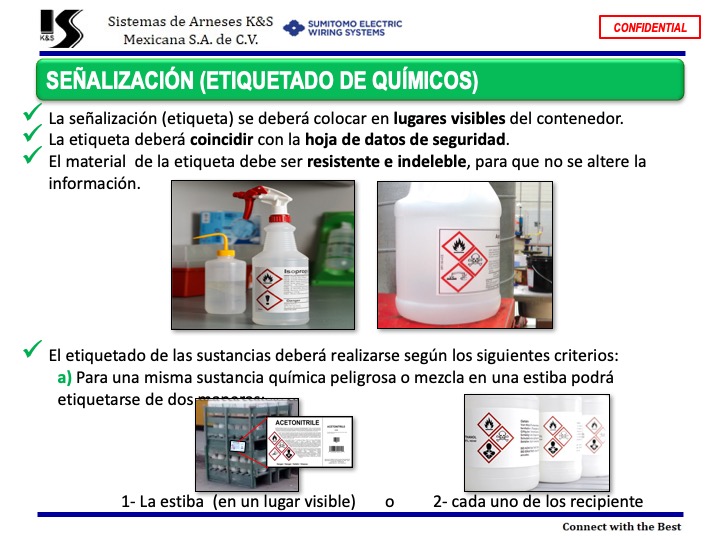 K&S
Sistemas de Arneses K&S
Mexicana S.A. de C.V.
SUMITOMO ELECTRIC
WIRING SYSTEMS
CONFIDENTIAL
SEÑALIZACIÓN (ETIQUETADO DE QUÍMICOS)
La señalización (etiqueta) se deberá colocar en lugares visibles del contenedor.
La etiqueta deberá coincidir con la hoja de datos de seguridad.
El material de la etiqueta debe ser resistente e indeleble, para que no se altere la
información.
Isoprop
El etiquetado de las sustancias deberá realizarse según los siguientes criterios:
a) Para una misma sustancia química peligrosa o mezcla en una estiba podrá
etiquetarse de dos maneras:
ACETONITRILE
ACETONITRILE
1- La estiba (en un lugar visible) o 2- cada uno de los recipiente
Connect with the Best